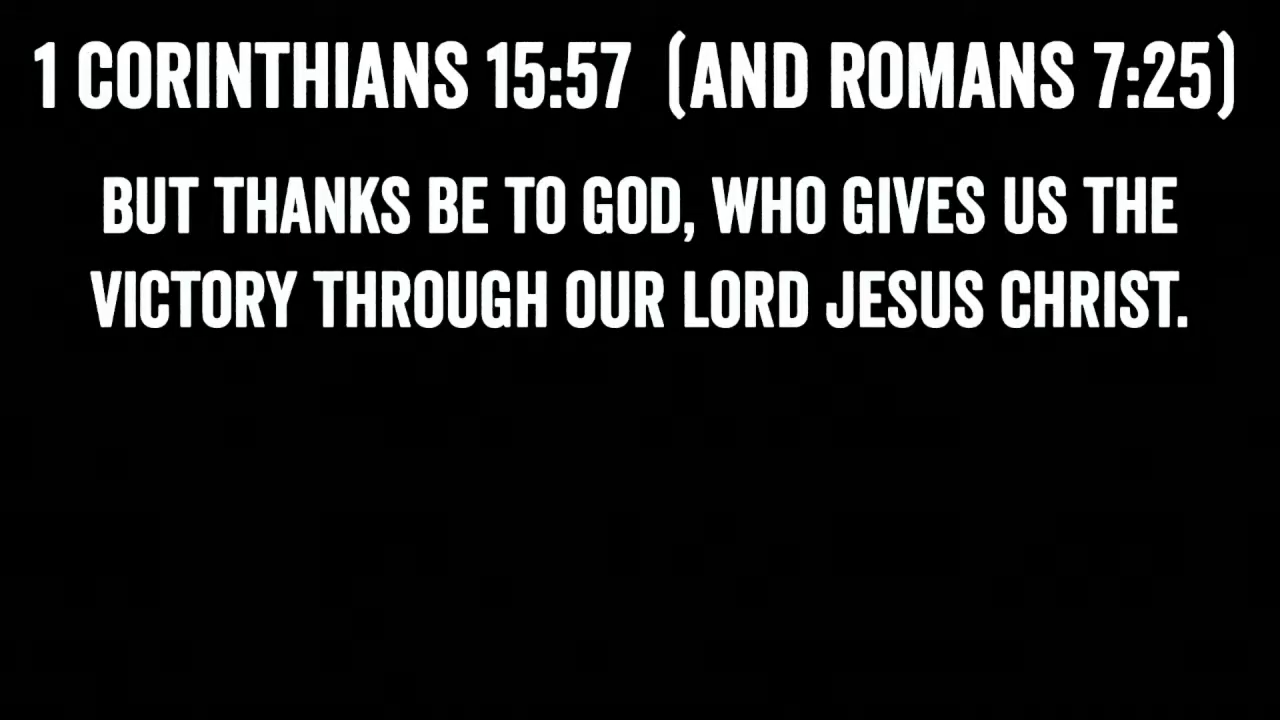 1 CORINTHIANS 15:57 (AND ROMANS 7:25)
BUT THANKS BE TO GOD, WHO GIVES US THE
VICTORY THROUGH OUR LORD JESUS CHRIST.